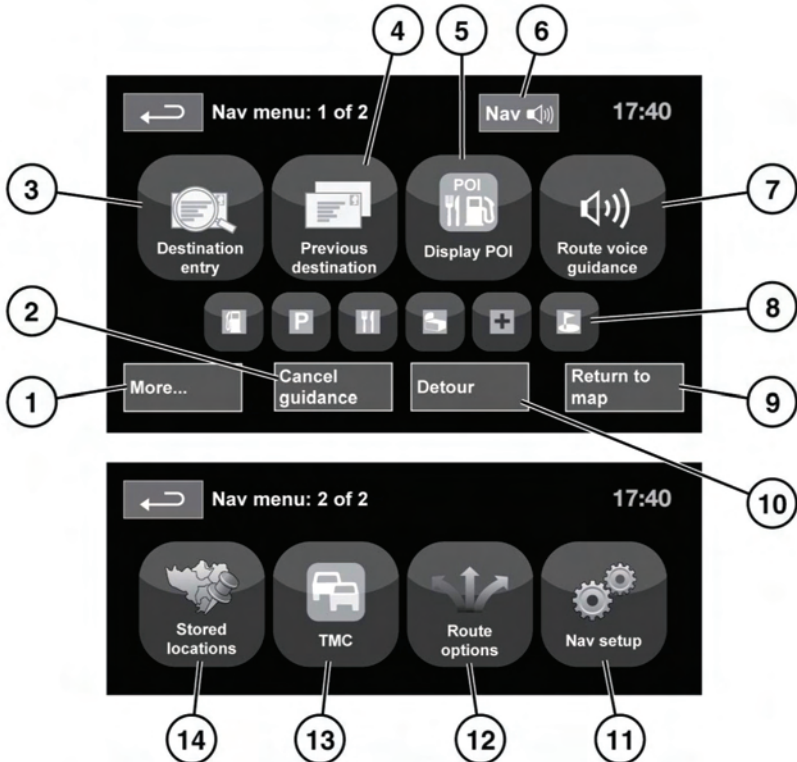 4 5 6
Nav menu: 1 of 2 Nav 17:40
3 7
POI
Destination
entry
Previous
destination
Display POI
Route voice
guidance
2 P 8
1 More... Cancel
guidance
Detour Return to
map
9
10
Nav menu: 2 of 2 17:40
Stored
locations
TMC
Route
options
Nav setup
14 13 12 11